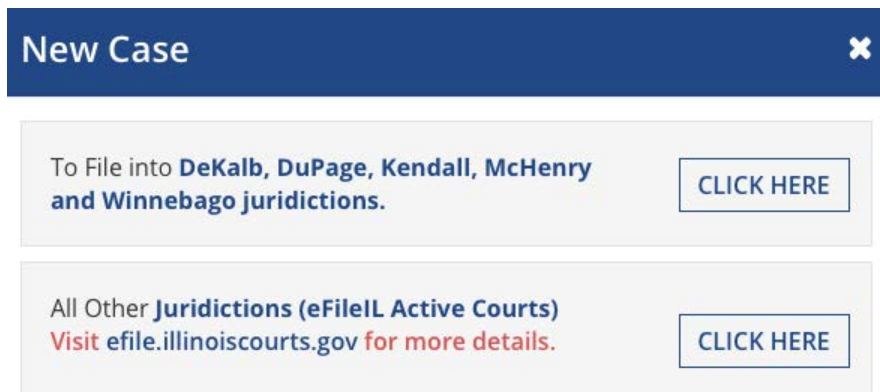 New Case
To File into DeKalb, DuPage, Kendall, McHenry
and Winnebago juridictions.
CLICK HERE
All Other Juridictions (eFileIL Active Courts)
Visit efile.illinoiscourts.gov for more details.
CLICK HERE